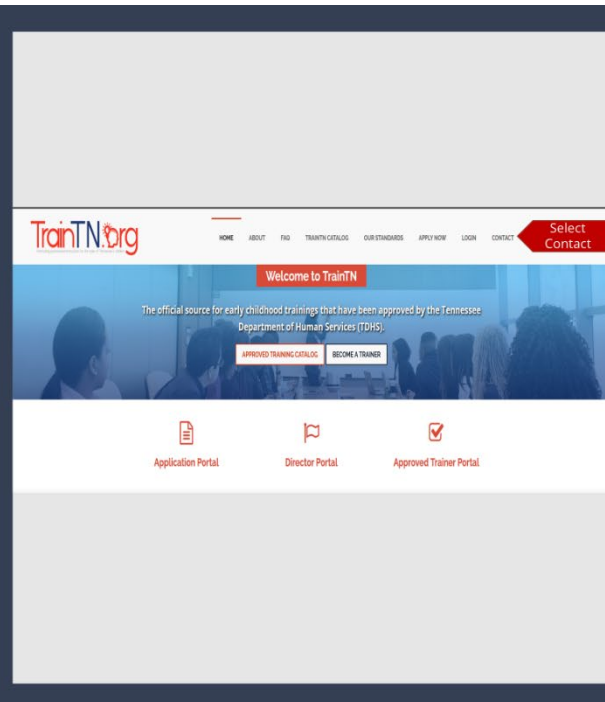 TrainTN.org
HOME ABOUT FAQ TRAINTN CATALOG OUR STANDARDS APPLY NOW LOGIN CONTACT
Select
Contact
Welcome to TrainTN
The official source for early childhood trainings that have been approved by the Tennessee
Department of Human Services (TDHS).
APPROVED TRAINING CATALOG BECOME A TRAINER
Application Portal Director Portal Approved Trainer Portal